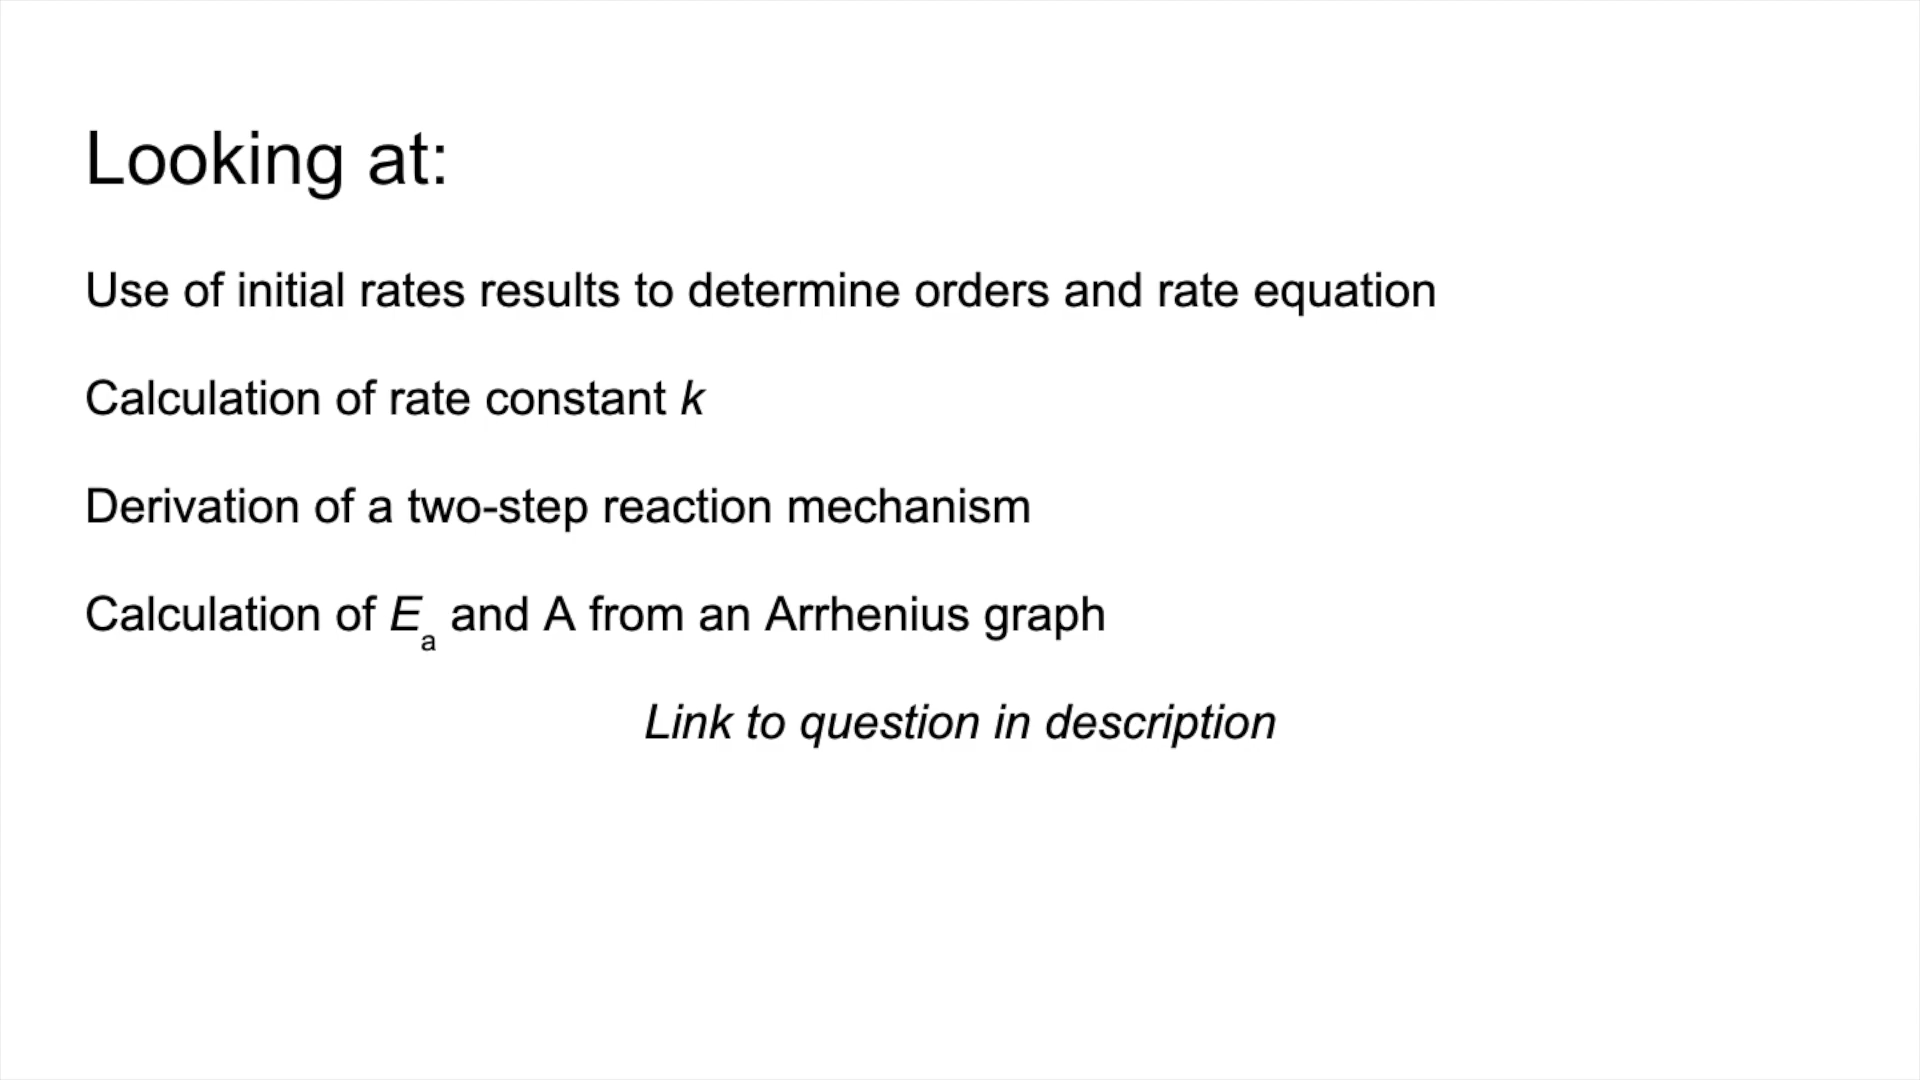 Looking at:
Use of initial rates results to determine orders and rate equation
Calculation of rate constant k
Derivation of a two-step reaction mechanism
Calculation of Ea and A from an Arrhenius graph
Link to question in description